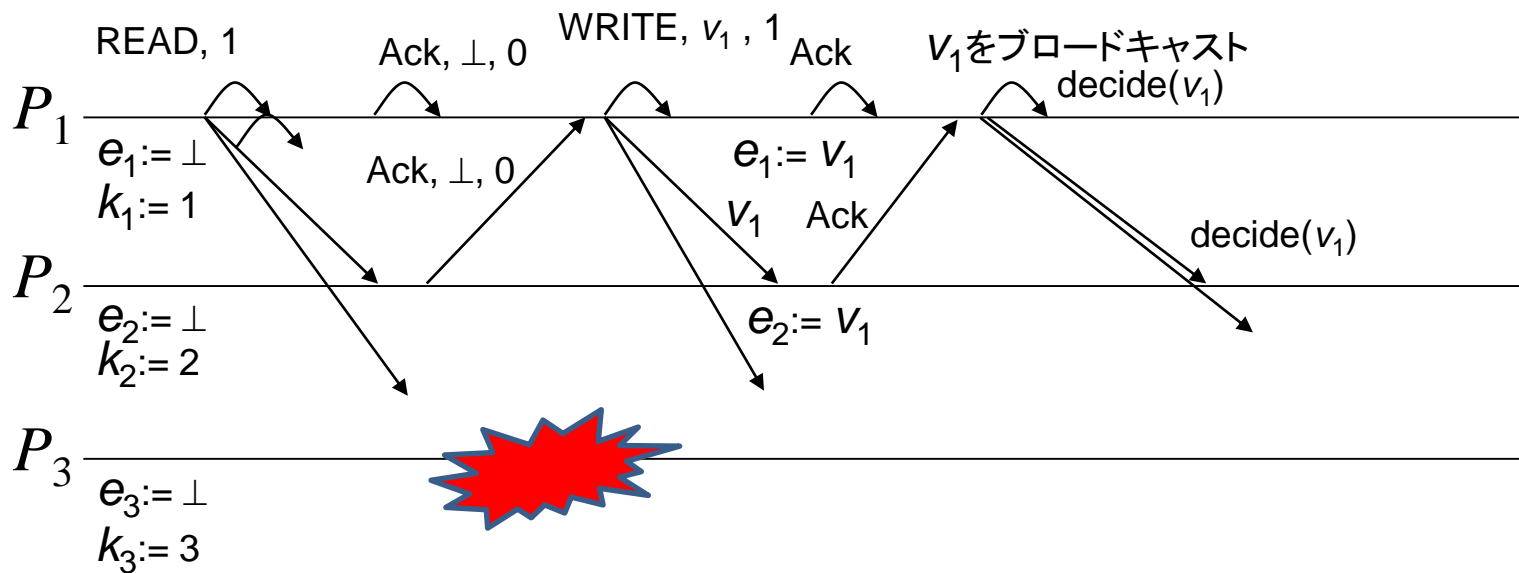 READ, 1
Ack, ⊥, 0
WRITE, v₁ , 1
Ack
v₁をブロードキャスト
decide(v₁)
P₁
e₁:= ⊥
k₁:= 1
Ack, ⊥, 0
e₁:= v₁
v₁
Ack
decide(v₁)
P₂
e₂:= ⊥
k₂:= 2
e₂:= v₁
P₃
e₃:= ⊥
k₃:= 3